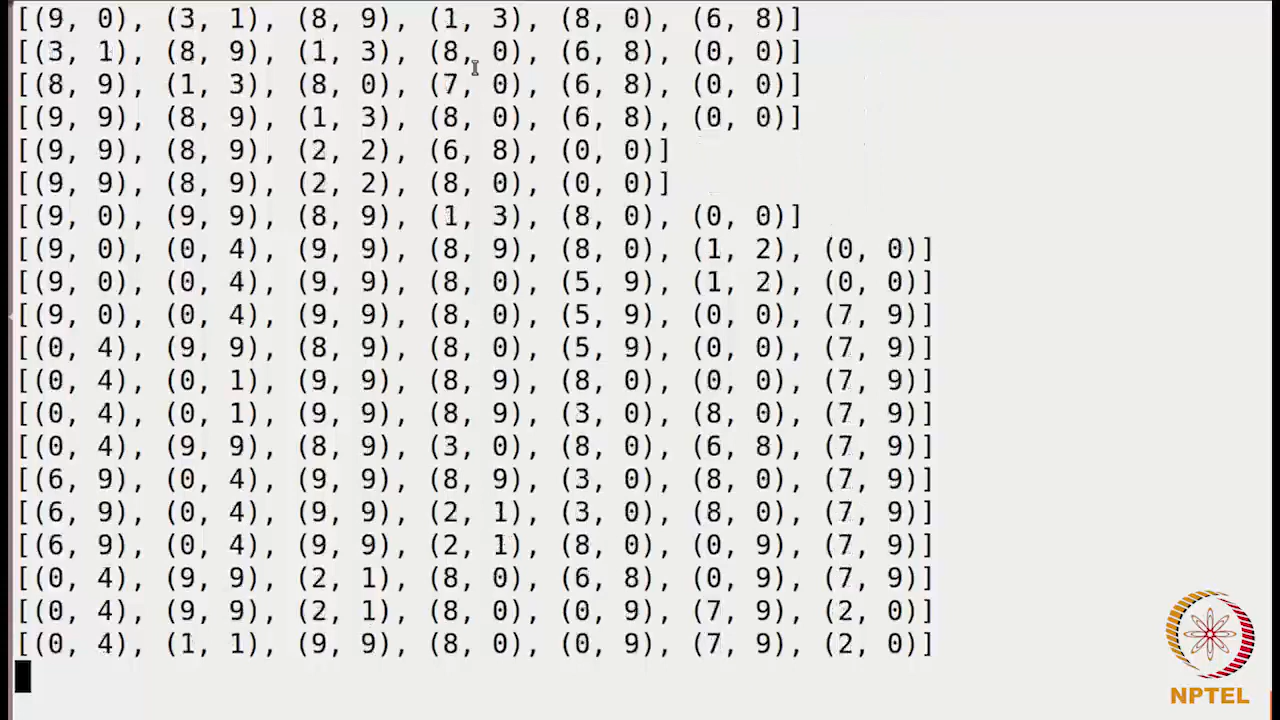 [(9, 0), (3, 1), (8, 9), (1, 3), (8, 0), (6, 8)]
[(3, 1), (8, 9), (1, 3), (8, 0), (6, 8), (0, 0)]
[(8, 9), (1, 3), (8, 0), (7, 0), (6, 8), (0, 0)]
[(9, 9), (8, 9), (1, 3), (8, 0), (6, 8), (0, 0)]
[(9, 9), (8, 9), (2, 2), (6, 8), (0, 0)]
[(9, 9), (8, 9), (2, 2), (8, 0), (0, 0)]
[(9, 0), (9, 9), (8, 9), (1, 3), (8, 0), (0, 0)]
[(9, 0), (0, 4), (9, 9), (8, 9), (8, 0), (1, 2), (0, 0)]
[(9, 0), (0, 4), (9, 9), (8, 0), (5, 9), (1, 2), (0, 0)]
[(9, 0), (0, 4), (9, 9), (8, 0), (5, 9), (0, 0), (7, 9)]
[(0, 4), (9, 9), (8, 9), (8, 0), (5, 9), (0, 0), (7, 9)]
[(0, 4), (0, 1), (9, 9), (8, 9), (8, 0), (0, 0), (7, 9)]
[(0, 4), (0, 1), (9, 9), (8, 9), (3, 0), (8, 0), (7, 9)]
[(0, 4), (9, 9), (8, 9), (3, 0), (8, 0), (6, 8), (7, 9)]
[(6, 9), (0, 4), (9, 9), (8, 9), (3, 0), (8, 0), (7, 9)]
[(6, 9), (0, 4), (9, 9), (2, 1), (3, 0), (8, 0), (7, 9)]
[(6, 9), (0, 4), (9, 9), (2, 1), (8, 0), (0, 9), (7, 9)]
[(0, 4), (9, 9), (2, 1), (8, 0), (6, 8), (0, 9), (7, 9)]
[(0, 4), (9, 9), (2, 1), (8, 0), (0, 9), (7, 9), (2, 0)]
[(0, 4), (1, 1), (9, 9), (8, 0), (0, 9), (7, 9), (2, 0)]
NPTEL